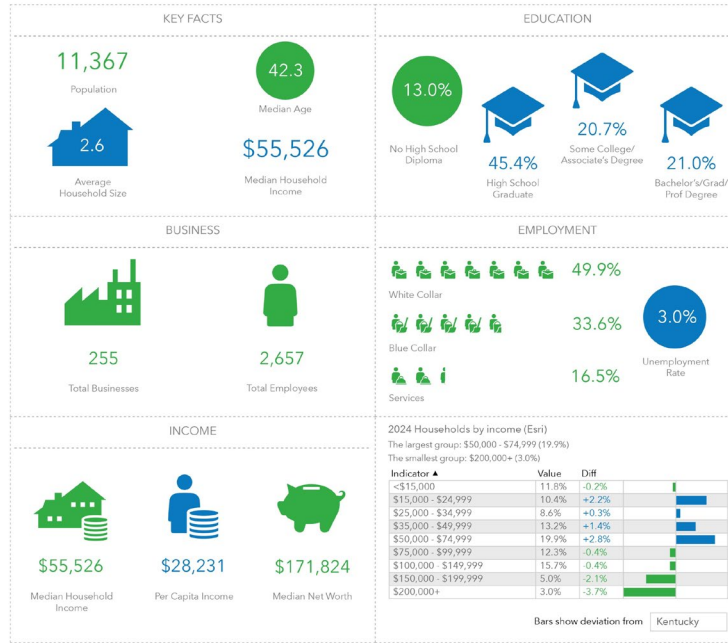 KEY FACTS
11,367
Population
42.3
Median Age
2.6
Average
Household Size
$55,526
Median Household
Income
EDUCATION
13.0%
No High School
Diploma
45.4%
High School
Graduate
20.7%
Some College/
Associate's Degree
21.0%
Bachelor's/Grad/
Prof Degree
BUSINESS
255
Total Businesses
2,657
Total Employees
EMPLOYMENT
49.9%
White Collar
33.6%
Blue Collar
16.5%
Services
3.0%
Unemployment
Rate
INCOME
$55,526
Median Household
Income
$28,231
Per Capita Income
$171,824
Median Net Worth
2024 Households by income (Esri)
The largest group: $50,000 - $74,999 (19.9%)
The smallest group: $200,000+ (3.0%)
Indicator ▲ Value Diff
<$15,000 11.8% -0.2%
$15,000 - $24,999 10.4% +2.2%
$25,000 - $34,999 8.6% +0.3%
$35,000 - $49,999 13.2% +1.4%
$50,000 - $74,999 19.9% +2.8%
$75,000 - $99,999 12.3% -0.4%
$100,000 - $149,999 15.7% -0.4%
$150,000 - $199,999 5.0% -2.1%
$200,000+ 3.0% -3.7%
Bars show deviation from Kentucky